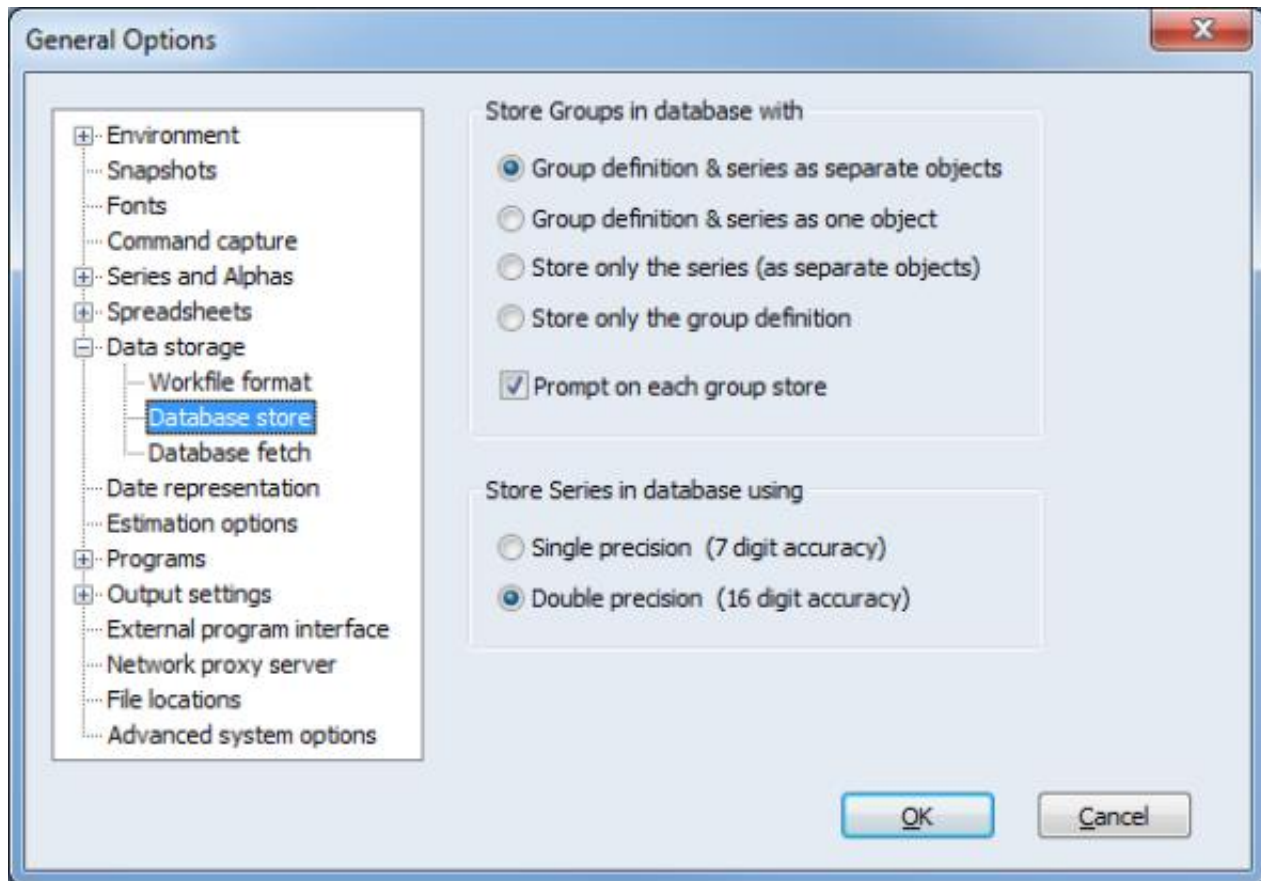 General Options
Environment
Snapshots
Fonts
Command capture
Series and Alphas
Spreadsheets
Data storage
Workfile format
Database store
Database fetch
Date representation
Estimation options
Programs
Output settings
External program interface
Network proxy server
File locations
Advanced system options
Store Groups in database with
Group definition & series as separate objects
Group definition & series as one object
Store only the series (as separate objects)
Store only the group definition
Prompt on each group store
Store Series in database using
Single precision (7 digit accuracy)
Double precision (16 digit accuracy)
OK
Cancel